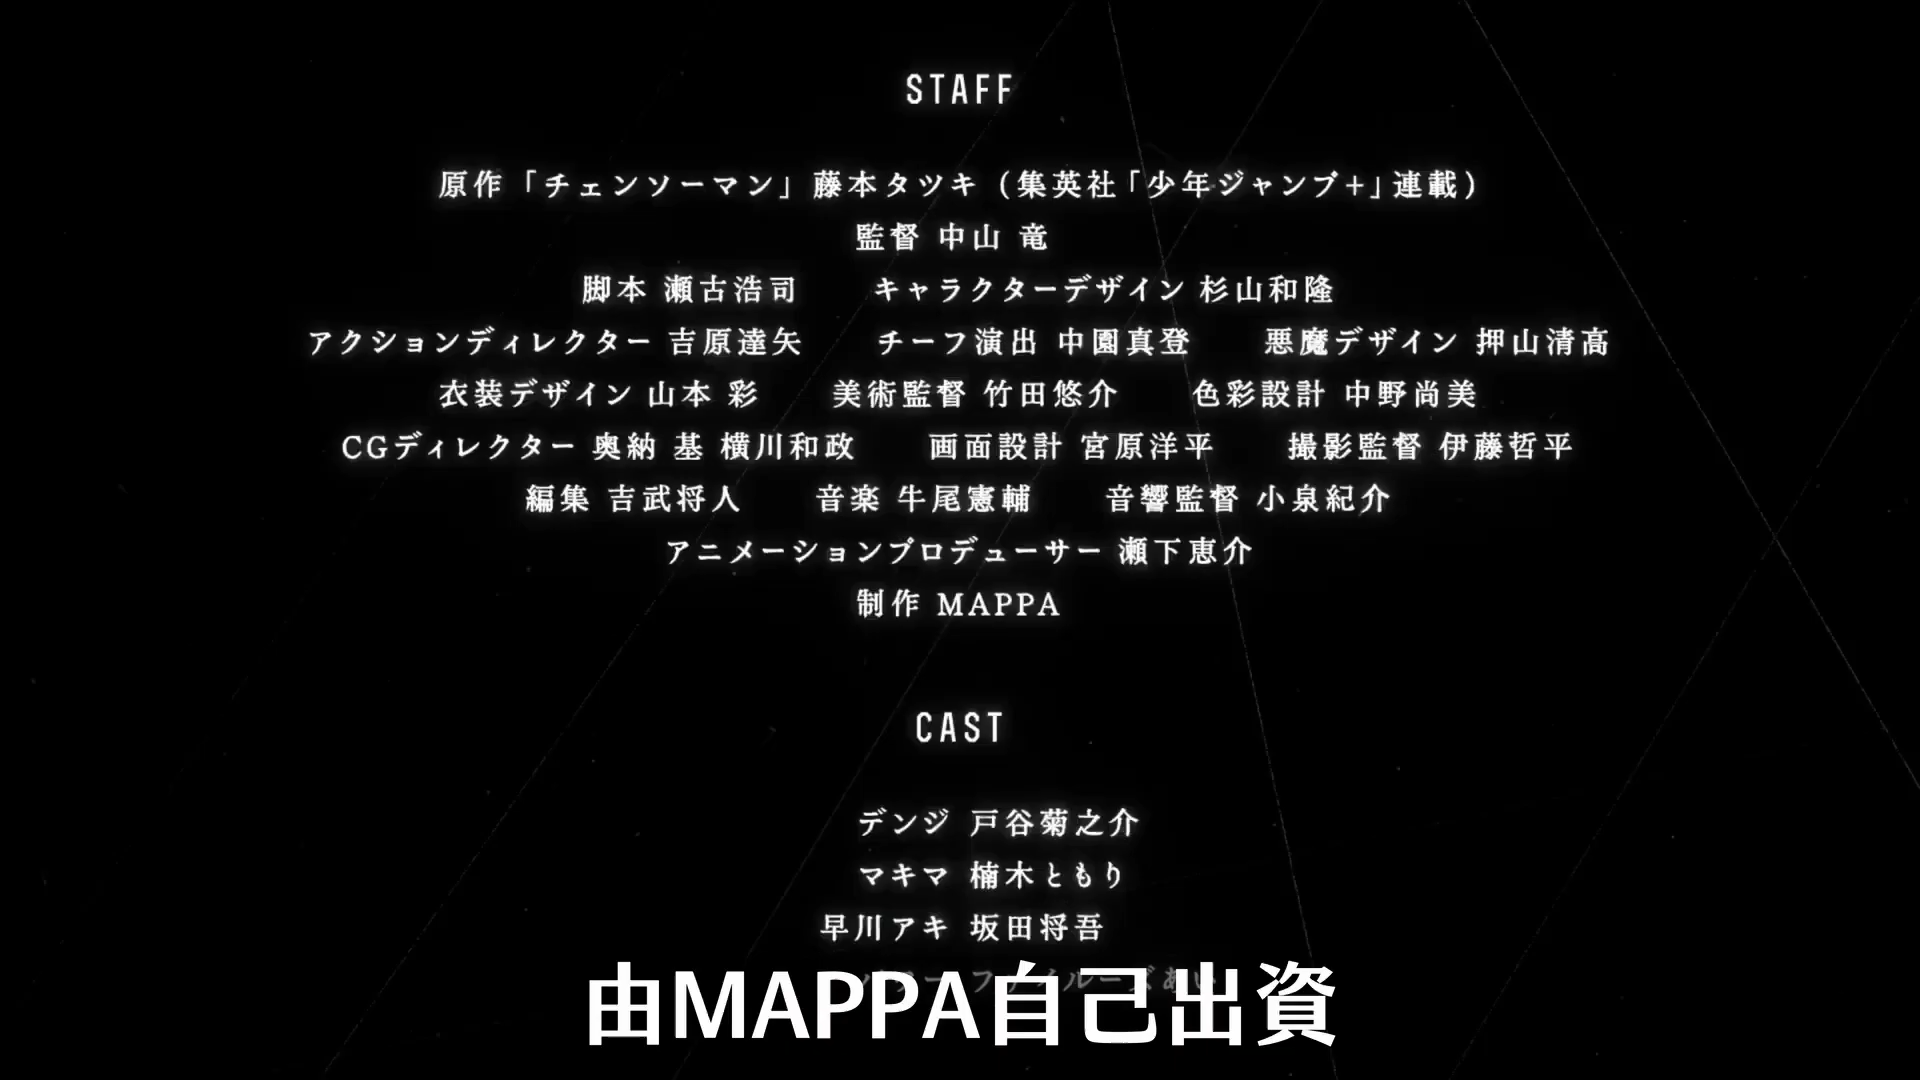 STAFF
原作「チェンソーマン」藤本タツキ（集英社「少年ジャンプ+」連載）
監督 中山 竜
脚本 瀬古浩司 キャラクターデザイン 杉山和隆
アクションディレクター 吉原達矢 チーフ演出 中園真登 悪魔デザイン 押山清高
衣装デザイン 山本 彩 美術監督 竹田悠介 色彩設計 中野尚美
CGディレクター 奥納 基 横川和政 画面設計 宮原洋平 撮影監督 伊藤哲平
編集 吉武将人 音楽 牛尾憲輔 音響監督 小泉紀介
アニメーションプロデューサー 瀬下恵介
制作 MAPPA
CAST
デンジ 戸谷菊之介
マキマ 楠木ともり
早川アキ 坂田将吾
由MAPPA自己出資